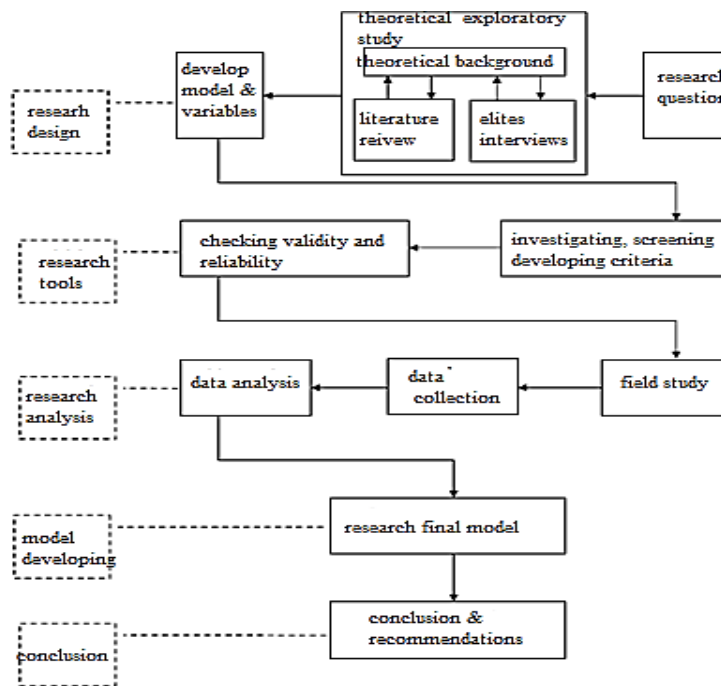 theoretical exploratory
study
theoretical background
literature
reivew
elites
interviews
develop
model &
variables
research
question
researh
design
checking validity and
reliability
investigating, screening
developing criteria
research
tools
data analysis
data
collection
field study
research
analysis
research final model
model
developing
conclusion &
recommendations
conclusion